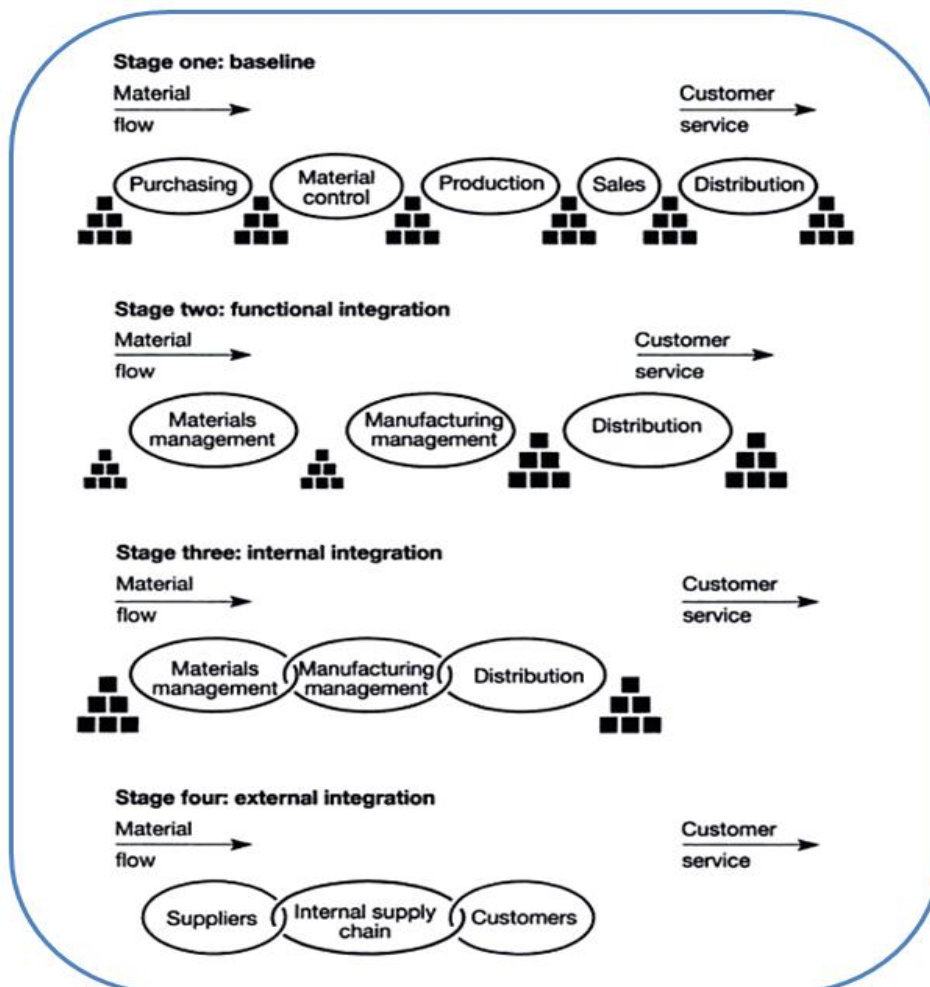 Stage one: baseline
Material
flow
Customer
service
Purchasing
Material
control
Production
Sales
Distribution
Stage two: functional integration
Material
flow
Customer
service
Materials
management
Manufacturing
management
Distribution
Stage three: internal integration
Material
flow
Customer
service
Materials
management
Manufacturing
management
Distribution
Stage four: external integration
Material
flow
Customer
service
Suppliers
Internal supply
chain
Customers